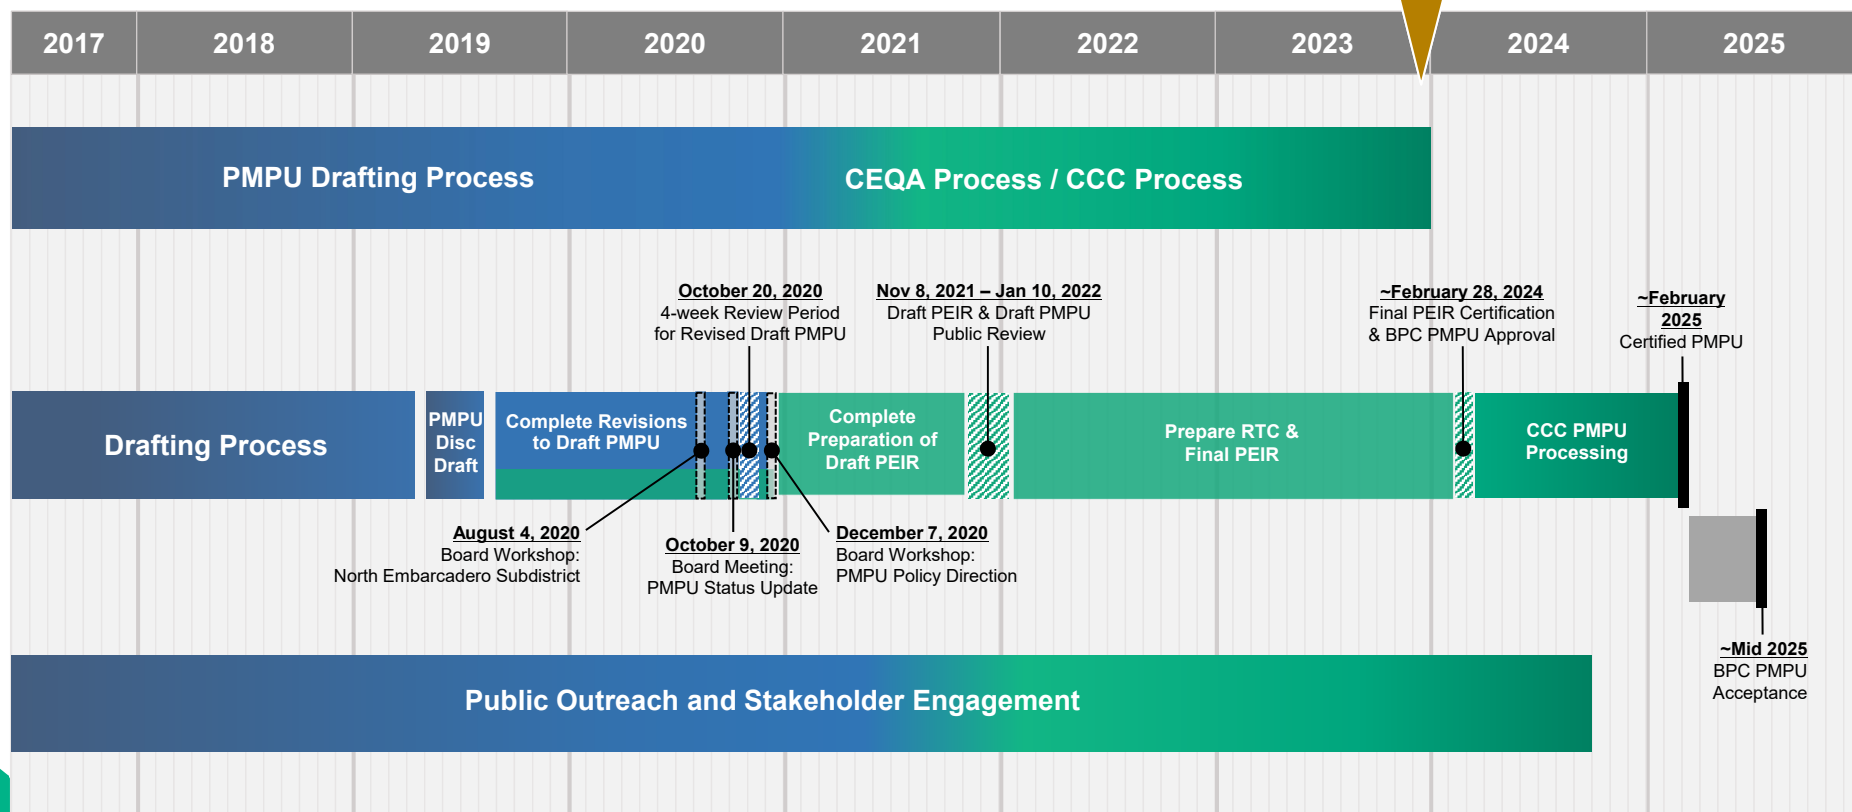 2017 2018 2019 2020 2021 2022 2023 2024 2025
PMPU Drafting Process
CEQA Process / CCC Process
October 20, 2020
4-week Review Period
for Revised Draft PMPU
Nov 8, 2021 – Jan 10, 2022
Draft PEIR & Draft PMPU
Public Review
~February 28, 2024
Final PEIR Certification
& BPC PMPU Approval
~February
2025
Certified PMPU
Drafting Process
PMPU
Disc
Draft
Complete Revisions
to Draft PMPU
Complete
Preparation of
Draft PEIR
Prepare RTC &
Final PEIR
CCC PMPU
Processing
August 4, 2020
Board Workshop:
North Embarcadero Subdistrict
October 9, 2020
Board Meeting:
PMPU Status Update
December 7, 2020
Board Workshop:
PMPU Policy Direction
~Mid 2025
BPC PMPU
Acceptance
Public Outreach and Stakeholder Engagement